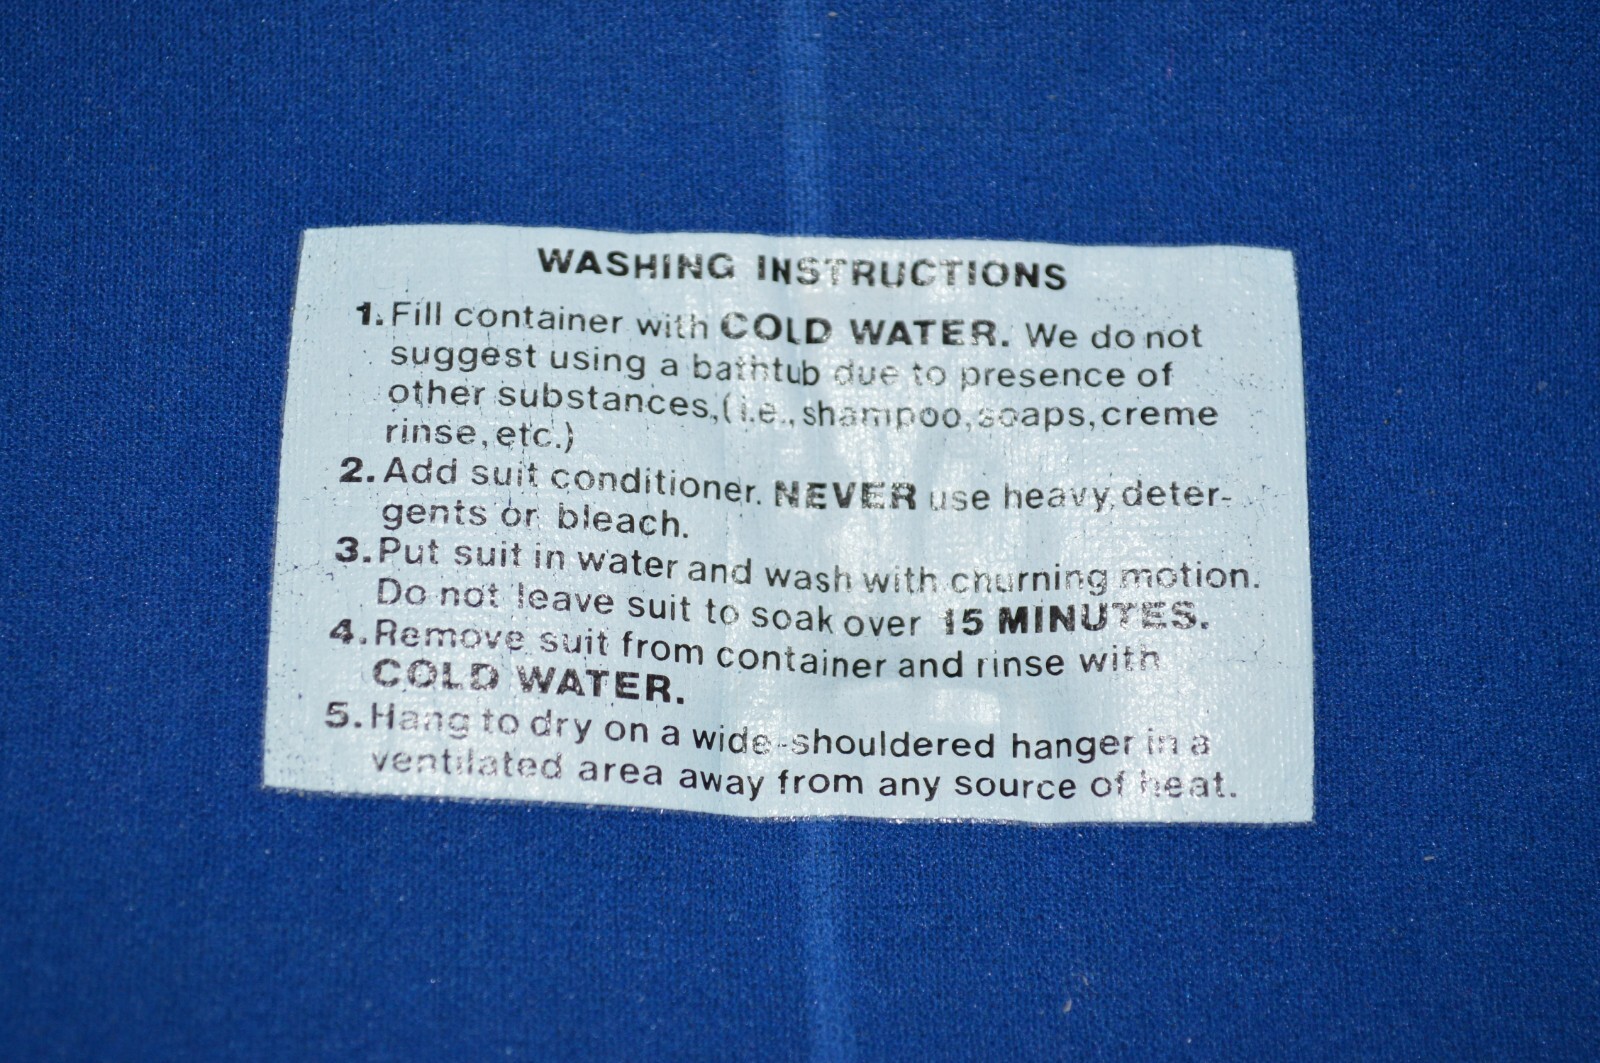 WASHING INSTRUCTIONS
1. Fill container with COLD WATER. We do not
suggest using a bathtub due to presence of
other substances,(i.e., shampoo, soaps, creme
rinse, etc.)
2. Add suit conditioner. NEVER use heavy deter-
gents or bleach.
3. Put suit in water and wash with churning motion.
Do not leave suit to soak over 15 MINUTES.
4. Remove suit from container and rinse with
COLD WATER.
5. Hang to dry on a wide-shouldered hanger in a
ventilated area away from any source of heat.